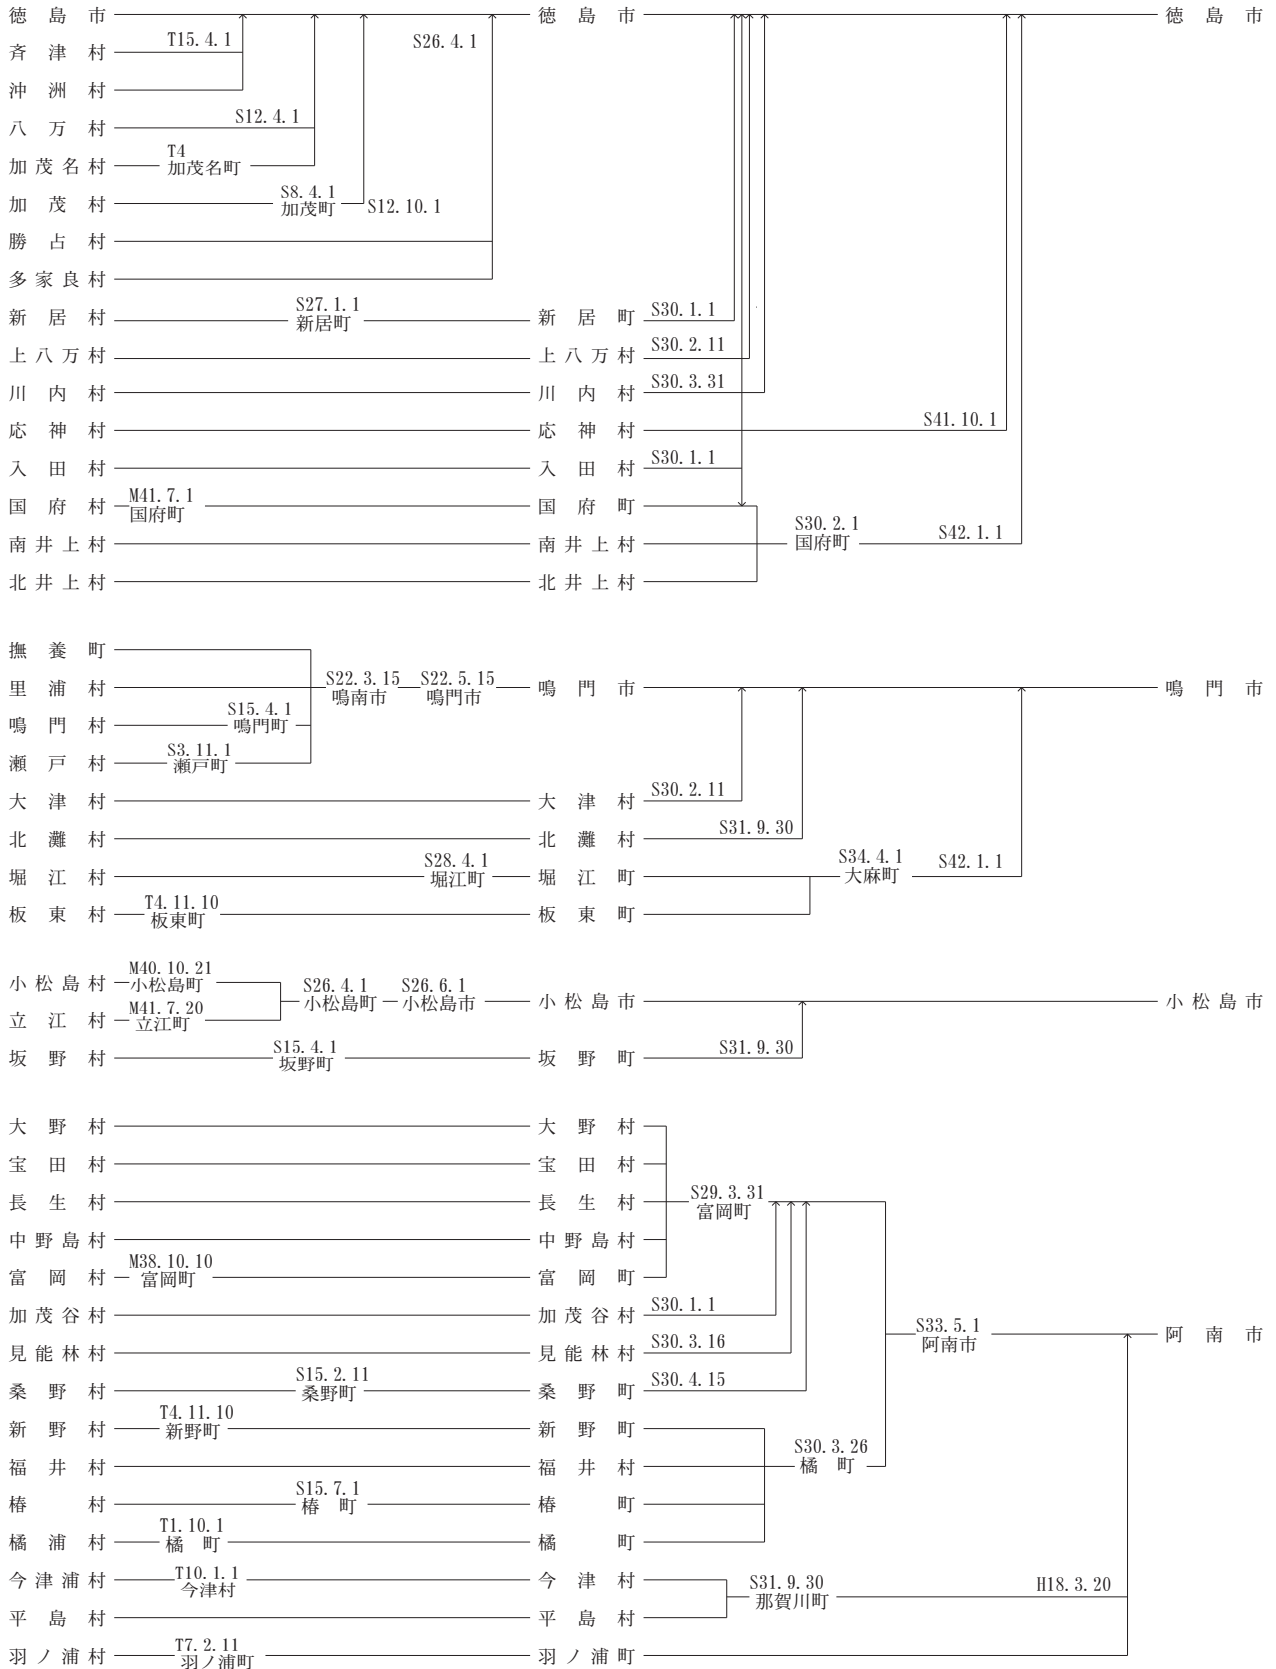 徳島市 徳島市 徳島市
T15.4.1 S26.4.1
斉津村
沖洲村
八万村 S12.4.1
加茂名村 T4 加茂名町
加茂村 S8.4.1 加茂町 S12.10.1
勝占村
多家良村
新居村 S27.1.1 新居町 新居町 S30.1.1
上八万村 上八万村 S30.2.11
川内村 川内村 S30.3.31
応神村 応神村 S41.10.1
入田村 入田村 S30.1.1
国府村 M41.7.1 国府町 国府町
南井上村 南井上村 S30.2.1 国府町 S42.1.1
北井上村 北井上村
撫養町
里浦村 S22.3.15 鳴南市 S22.5.15 鳴門市 鳴門市 鳴門市
鳴門村 S15.4.1 鳴門町
瀬戸村 S3.11.1 瀬戸町
大津村 大津村 S30.2.11
北灘村 北灘村 S31.9.30
堀江村 S28.4.1 堀江町 堀江町 S34.4.1 大麻町 S42.1.1
板東村 T4.11.10 板東町 板東町
小松島村 M40.10.21 小松島町 S26.4.1 小松島町 S26.6.1 小松島市 小松島市 小松島市
立江村 M41.7.20 立江町
坂野村 S15.4.1 坂野町 坂野町 S31.9.30
大野村 大野村
宝田村 宝田村
長生村 長生村 S29.3.31 富岡町
中野島村 中野島村
富岡村 M38.10.10 富岡町 富岡町
加茂谷村 加茂谷村 S30.1.1
見能林村 見能林村 S30.3.16 S33.5.1 阿南市 阿南市
桑野村 S15.2.11 桑野町 桑野町 S30.4.15
新野村 T4.11.10 新野町 新野町
福井村 福井村 S30.3.26 橘町
椿村 S15.7.1 椿町 椿町
橘浦村 T1.10.1 橘町 橘町
今津浦村 T10.1.1 今津村 今津村 S31.9.30 那賀川町 H18.3.20
平島村 平島村
羽ノ浦村 T7.2.11 羽ノ浦町 羽ノ浦町